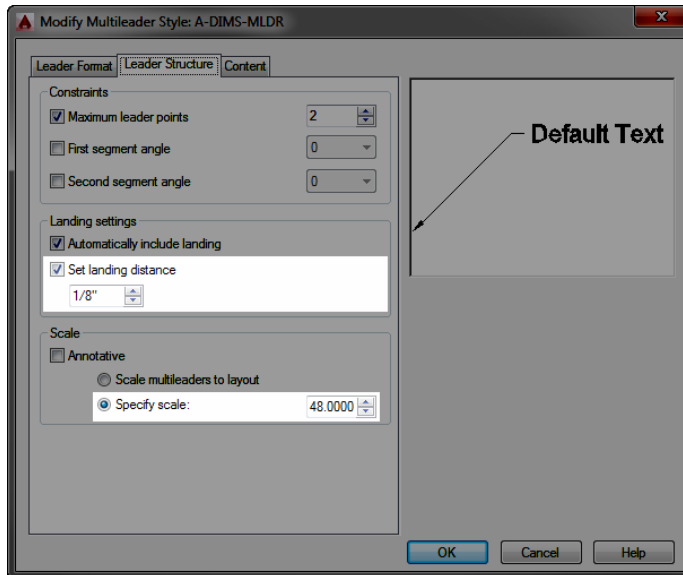 Modify Multileader Style: A-DIMS-MLDR
Leader Format Leader Structure Content
Constraints
Maximum leader points 2
First segment angle 0
Second segment angle 0
Landing settings
Automatically include landing
Set landing distance
1/8"
Scale
Annotative
Scale multileaders to layout
Specify scale: 48.0000
Default Text
OK Cancel Help